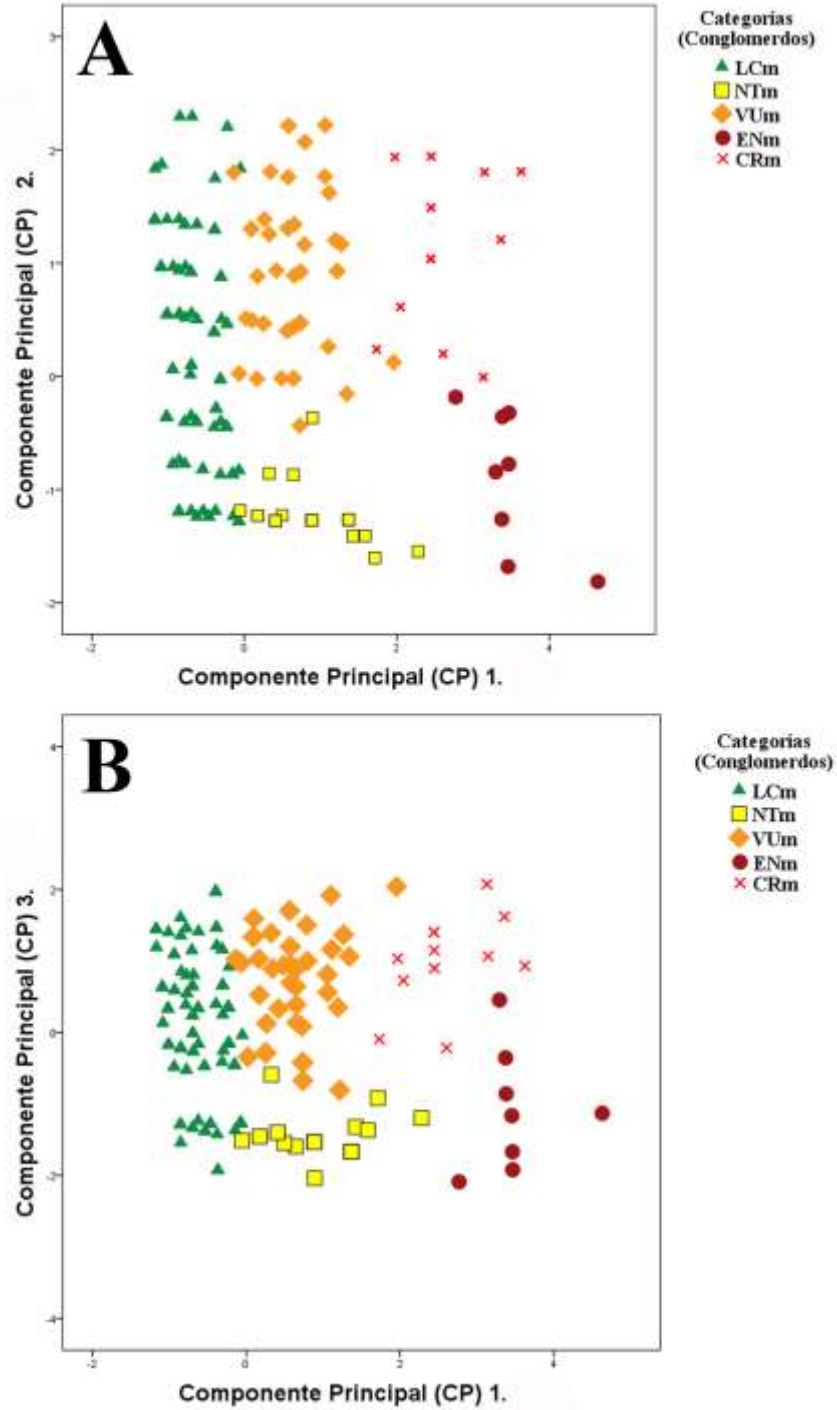 A
Categorías
(Conglomerdos)
LCm
NTm
VUm
ENm
CRm
Componente Principal (CP) 2.
3
2
1
0
-1
-2
-2
0
2
4
Componente Principal (CP) 1.
B
Categorías
(Conglomerdos)
LCm
NTm
VUm
ENm
CRm
Componente Principal (CP) 3.
4
2
0
-2
-4
-2
0
2
4
Componente Principal (CP) 1.